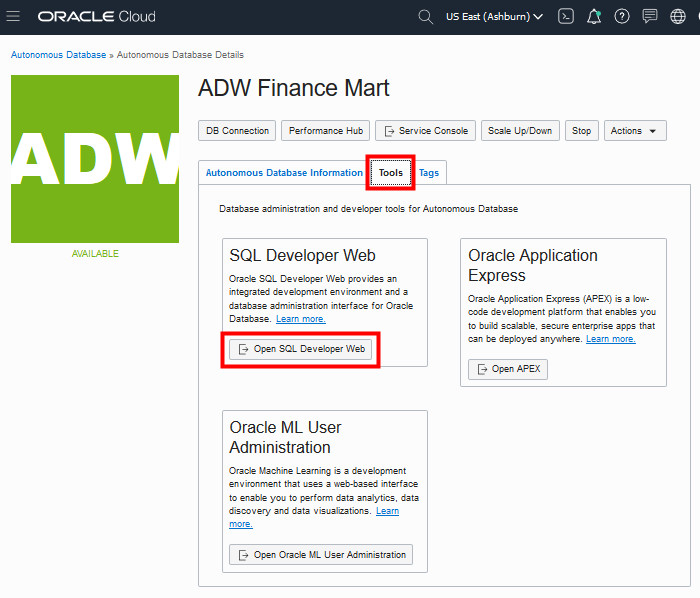 ORACLE Cloud
US East (Ashburn)
Autonomous Database » Autonomous Database Details
ADW
AVAILABLE
ADW Finance Mart
DB Connection
Performance Hub
Service Console
Scale Up/Down
Stop
Actions
Autonomous Database Information
Tools
Tags
Database administration and developer tools for Autonomous Database
SQL Developer Web
Oracle SQL Developer Web provides an
integrated development environment and a
database administration interface for Oracle
Database. Learn more.
Open SQL Developer Web
Oracle Application
Express
Oracle Application Express (APEX) is a low-
code development platform that enables you
to build scalable, secure enterprise apps that
can be deployed anywhere. Learn more.
Open APEX
Oracle ML User
Administration
Oracle Machine Learning is a development
environment that uses a web-based interface
to enable you to perform data analytics, data
discovery and data visualizations. Learn
more.
Open Oracle ML User Administration